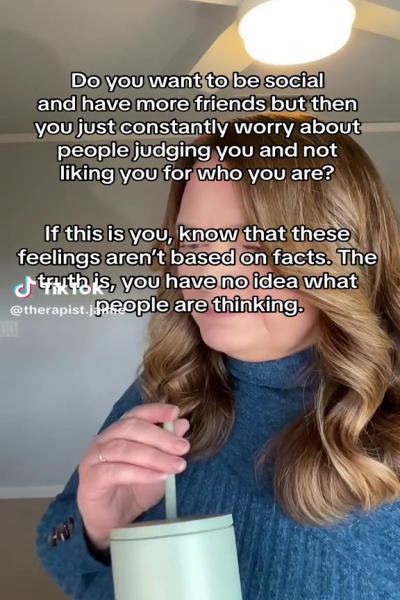 Do you want to be social
and have more friends but then
you just constantly worry about
people judging you and not
liking you for who you are?
If this is you, know that these
feelings aren't based on facts. The
truth is, you have no idea what
people are thinking.
TikTok
@therapist.jaime